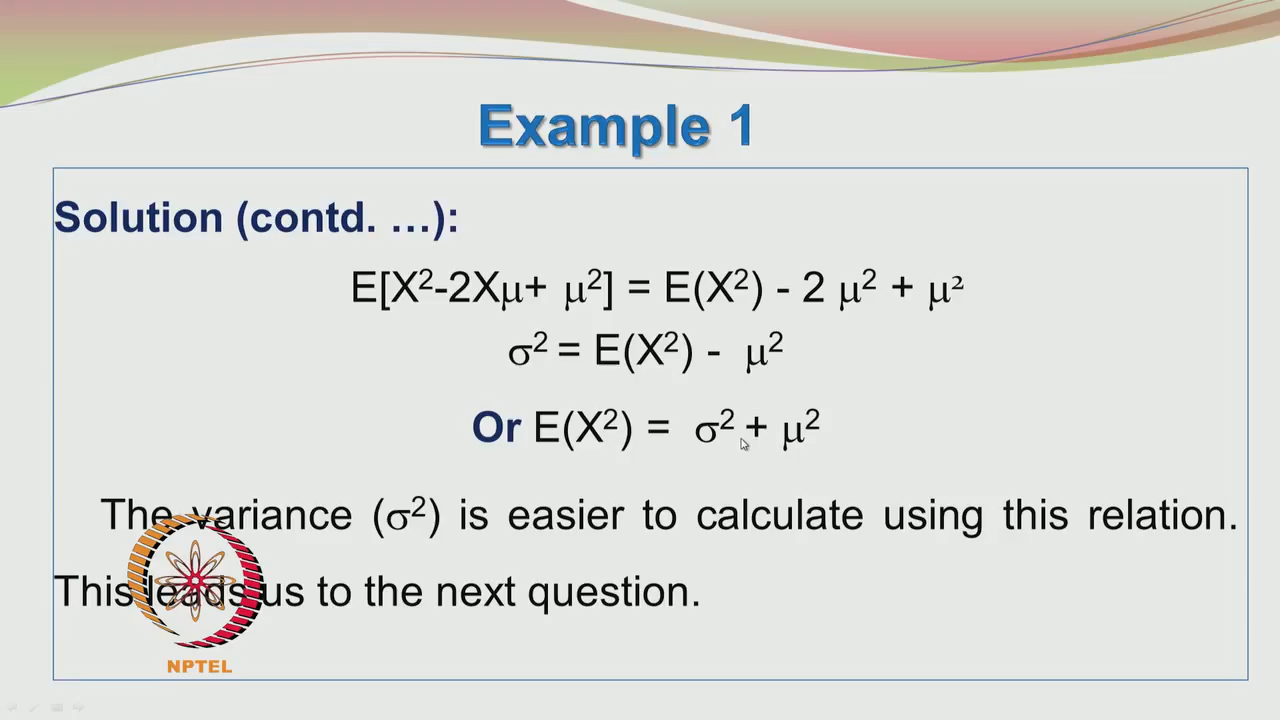 Example 1
Solution (contd. …):
E[X²-2Xμ+ μ²] = E(X²) - 2 μ² + μ²
σ² = E(X²) - μ²
Or E(X²) = σ² + μ²
The variance (σ²) is easier to calculate using this relation.
This leads us to the next question.
NPTEL